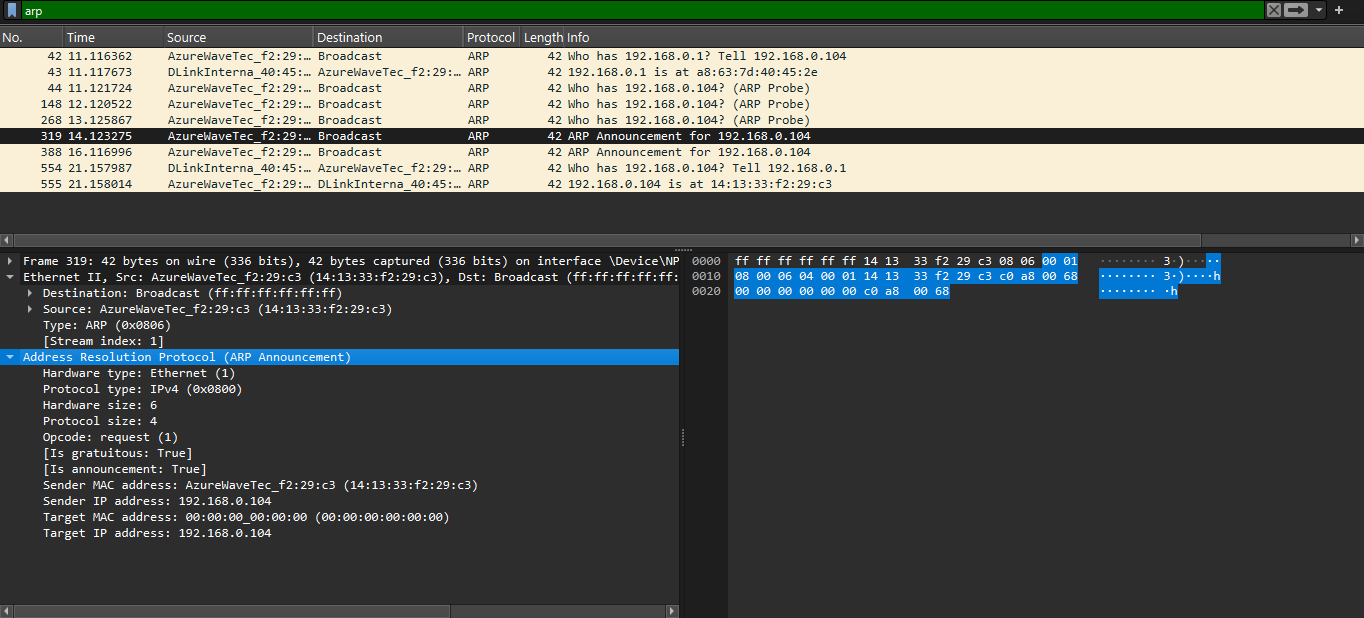 arp
No. Time Source Destination Protocol Length Info
42 11.116362 AzureWaveTec_f2:29:… Broadcast ARP 42 Who has 192.168.0.1? Tell 192.168.0.104
43 11.117673 DLinkInterna_40:45:… AzureWaveTec_f2:29:… ARP 42 192.168.0.1 is at a8:63:7d:40:45:2e
44 11.121724 AzureWaveTec_f2:29:… Broadcast ARP 42 Who has 192.168.0.104? (ARP Probe)
148 12.120522 AzureWaveTec_f2:29:… Broadcast ARP 42 Who has 192.168.0.104? (ARP Probe)
268 13.125867 AzureWaveTec_f2:29:… Broadcast ARP 42 Who has 192.168.0.104? (ARP Probe)
319 14.123275 AzureWaveTec_f2:29:… Broadcast ARP 42 ARP Announcement for 192.168.0.104
388 16.116996 AzureWaveTec_f2:29:… Broadcast ARP 42 ARP Announcement for 192.168.0.104
554 21.157987 DLinkInterna_40:45:… AzureWaveTec_f2:29:… ARP 42 Who has 192.168.0.104? Tell 192.168.0.1
555 21.158014 AzureWaveTec_f2:29:… DLinkInterna_40:45:… ARP 42 192.168.0.104 is at 14:13:33:f2:29:c3
Frame 319: 42 bytes on wire (336 bits), 42 bytes captured (336 bits) on interface \Device\NP
Ethernet II, Src: AzureWaveTec_f2:29:c3 (14:13:33:f2:29:c3), Dst: Broadcast (ff:ff:ff:ff:ff:
Destination: Broadcast (ff:ff:ff:ff:ff:ff)
Source: AzureWaveTec_f2:29:c3 (14:13:33:f2:29:c3)
Type: ARP (0x0806)
[Stream index: 1]
Address Resolution Protocol (ARP Announcement)
Hardware type: Ethernet (1)
Protocol type: IPv4 (0x0800)
Hardware size: 6
Protocol size: 4
Opcode: request (1)
[Is gratuitous: True]
[Is announcement: True]
Sender MAC address: AzureWaveTec_f2:29:c3 (14:13:33:f2:29:c3)
Sender IP address: 192.168.0.104
Target MAC address: 00:00:00_00:00:00 (00:00:00:00:00:00)
Target IP address: 192.168.0.104
0000 ff ff ff ff ff ff 14 13 33 f2 29 c3 08 06 00 01 ········ 3·)·····
0010 08 00 06 04 00 01 14 13 33 f2 29 c3 c0 a8 00 68 ········ 3·)····h
0020 00 00 00 00 00 00 c0 a8 00 68 ········ ·h